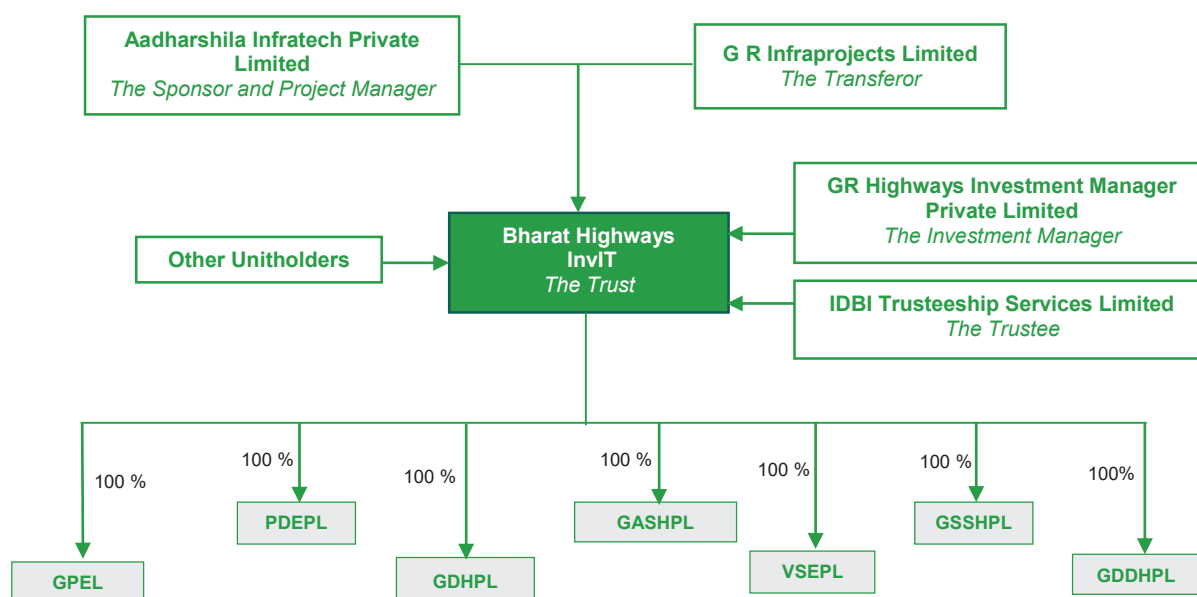 Aadharshila Infratech Private
Limited
The Sponsor and Project Manager
G R Infraprojects Limited
The Transferor
GR Highways Investment Manager
Private Limited
The Investment Manager
Bharat Highways
InvIT
The Trust
Other Unitholders
IDBI Trusteeship Services Limited
The Trustee
100 %
100 %
100 %
100 %
100 %
100 %
100%
PDEPL
GASHPL
GSSHPL
GPEL
GDHPL
VSEPL
GDDHPL